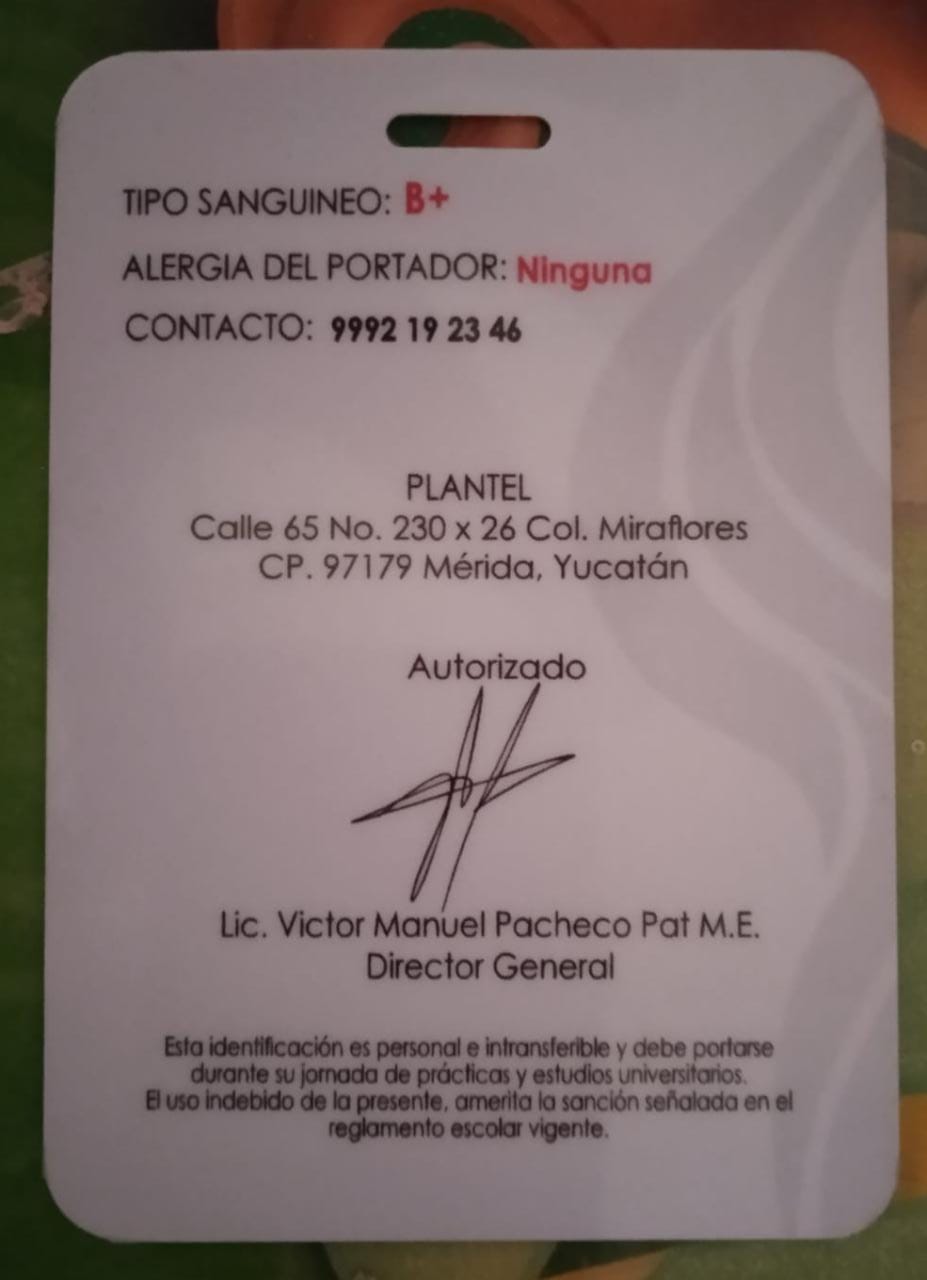 TIPO SANGUINEO: B+
ALERGIA DEL PORTADOR: Ninguna
CONTACTO: 9992 19 23 46
PLANTEL
Calle 65 No. 230 x 26 Col. Miraflores
CP. 97179 Mérida, Yucatán
Autorizado
Lic. Victor Manuel Pacheco Pat M.E.
Director General
Esta identificación es personal e intransferible y debe portarse
durante su jornada de prácticas y estudios universitarios.
El uso indebido de la presente, amerita la sanción señalada en el
reglamento escolar vigente.